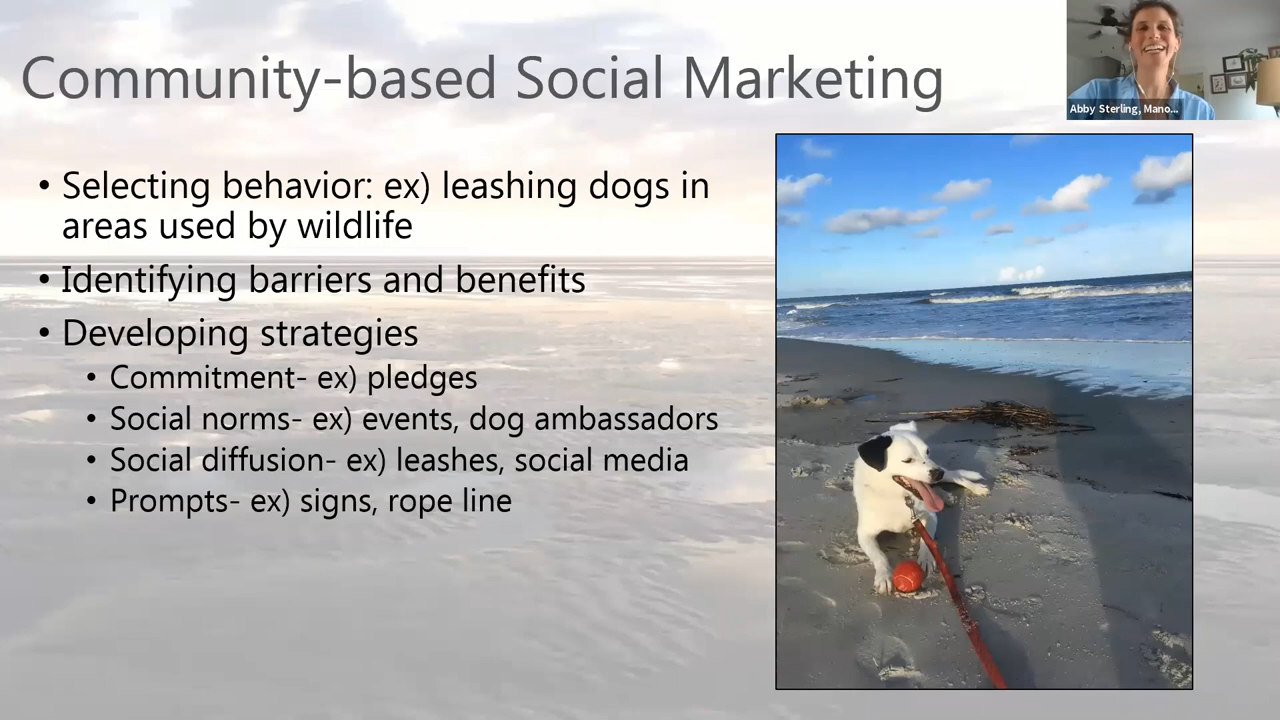 Community-based Social Marketing
Abby Sterling, Mano...
• Selecting behavior: ex) leashing dogs in
areas used by wildlife
• Identifying barriers and benefits
• Developing strategies
• Commitment- ex) pledges
• Social norms- ex) events, dog ambassadors
• Social diffusion- ex) leashes, social media
• Prompts- ex) signs, rope line